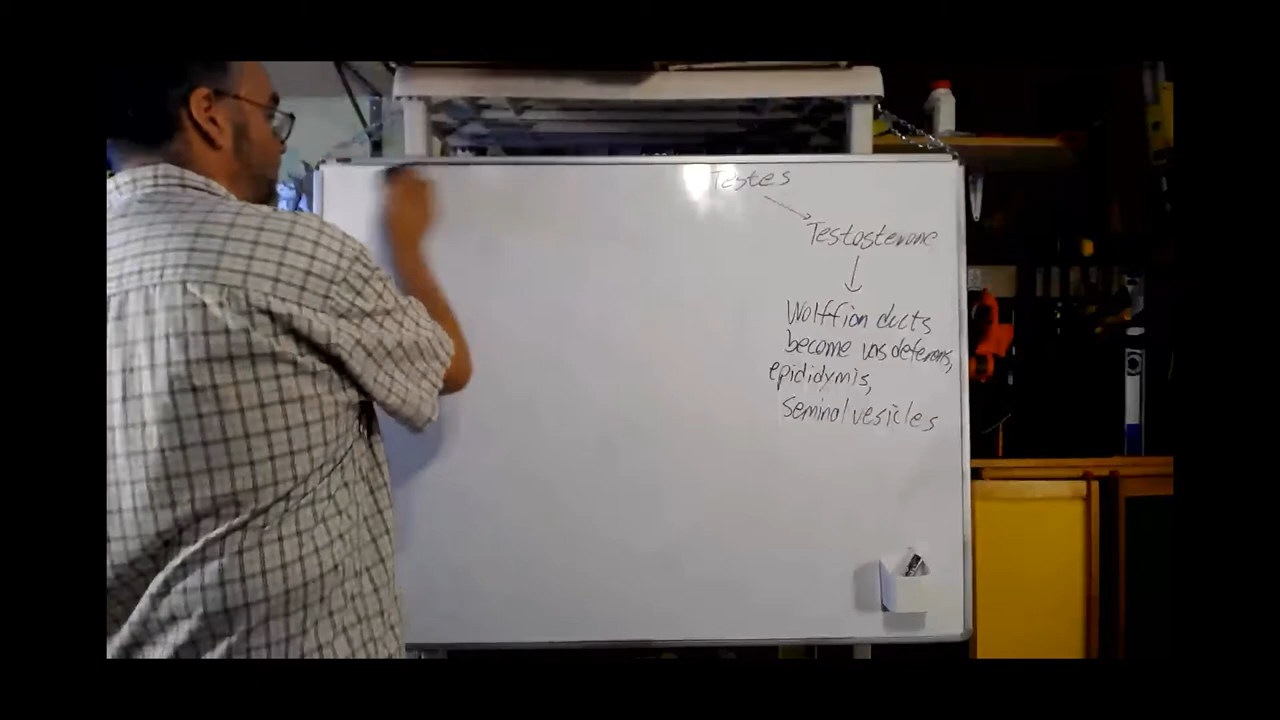 Testes
Testosterone
Wolffian ducts
become vas deferens,
epididymis,
seminal vesicles